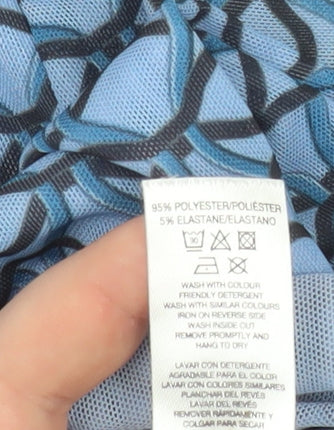 95% POLYESTER/POLIÉSTER
5% ELASTANE/ELASTANO
WASH WITH COLOUR
FRIENDLY DETERGENT
WASH WITH SIMILAR COLOURS
IRON ON REVERSE SIDE
WASH INSIDE OUT
REMOVE PROMPTLY AND
HANG TO DRY
LAVAR CON DETERGENTE
AGRADABLE PARA EL COLOR
LAVAR CON COLORES SIMILARES
PLANCHAR DEL REVÉS
LAVAR DEL REVÉS
REMOVER RÁPIDAMENTE Y
COLGAR PARA SECAR